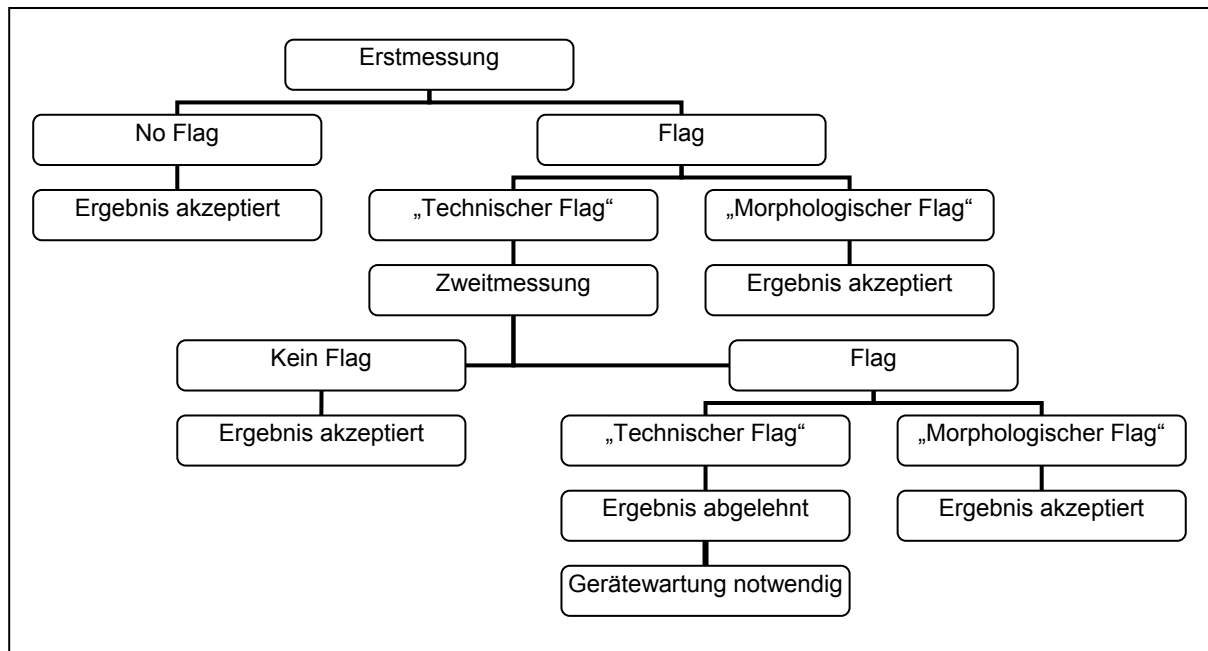 Erstmessung
No Flag
Flag
Ergebnis akzeptiert
„Technischer Flag“
„Morphologischer Flag“
Zweitmessung
Ergebnis akzeptiert
Kein Flag
Flag
Ergebnis akzeptiert
„Technischer Flag“
„Morphologischer Flag“
Ergebnis abgelehnt
Ergebnis akzeptiert
Gerätewartung notwendig